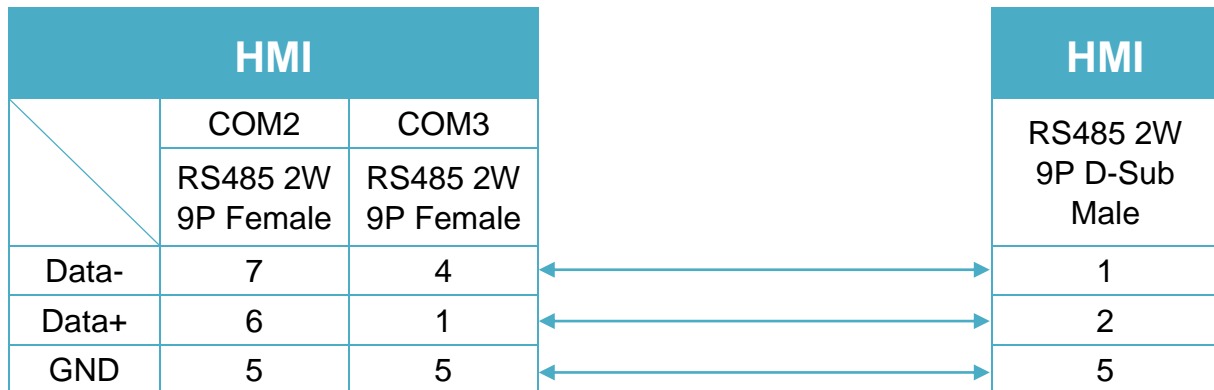 HMI HMI
COM2 COM3
RS485 2W
9P Female
RS485 2W
9P Female
RS485 2W
9P D-Sub
Male
Data- 7 4 1
Data+ 6 1 2
GND 5 5 5